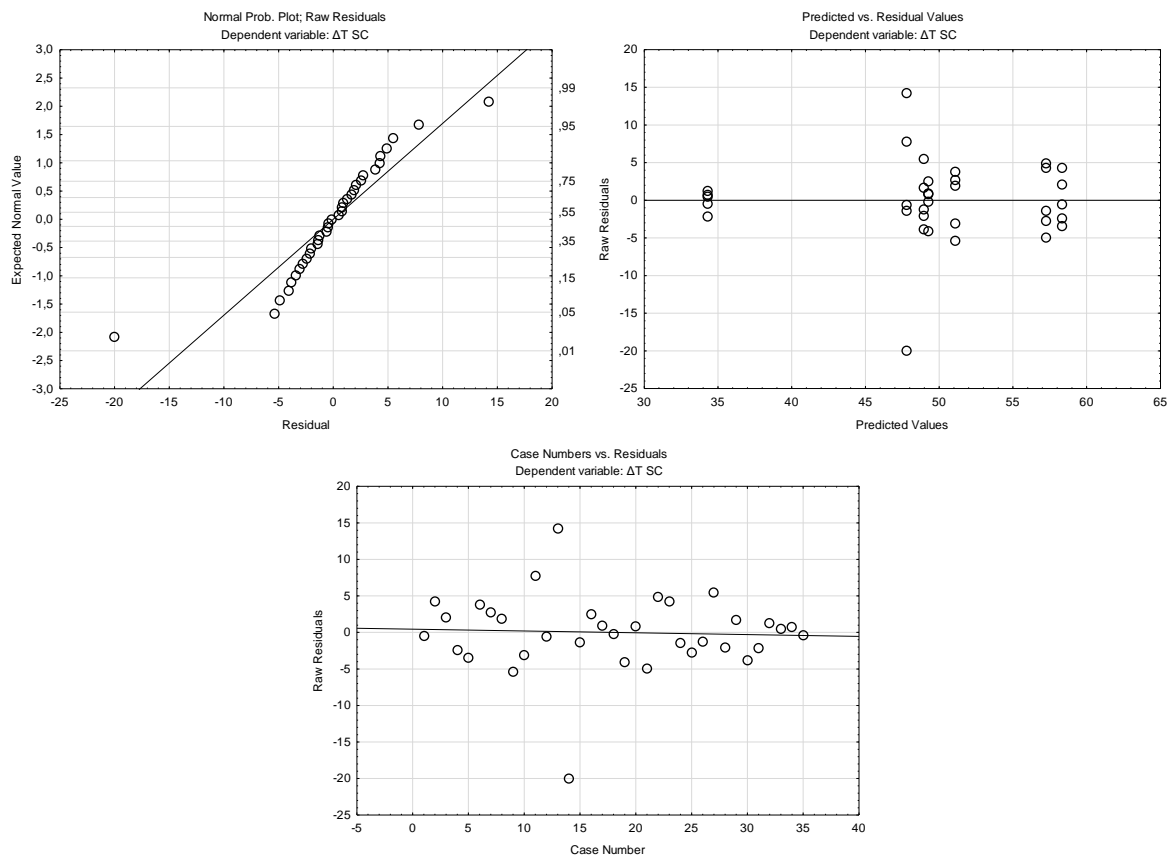 Normal Prob. Plot; Raw Residuals
Dependent variable: ΔT SC
3,0
2,5
2,0
1,5
1,0
0,5
0,0
-0,5
-1,0
-1,5
-2,0
-2,5
-3,0
Expected Normal Value
,99
,95
,75
,55
,35
,15
,05
,01
-25 -20 -15 -10 -5 0 5 10 15 20
Residual
Predicted vs. Residual Values
Dependent variable: ΔT SC
20
15
10
5
0
-5
-10
-15
-20
-25
Raw Residuals
30 35 40 45 50 55 60 65
Predicted Values
Case Numbers vs. Residuals
Dependent variable: ΔT SC
20
15
10
5
0
-5
-10
-15
-20
-25
Raw Residuals
-5 0 5 10 15 20 25 30 35 40
Case Number